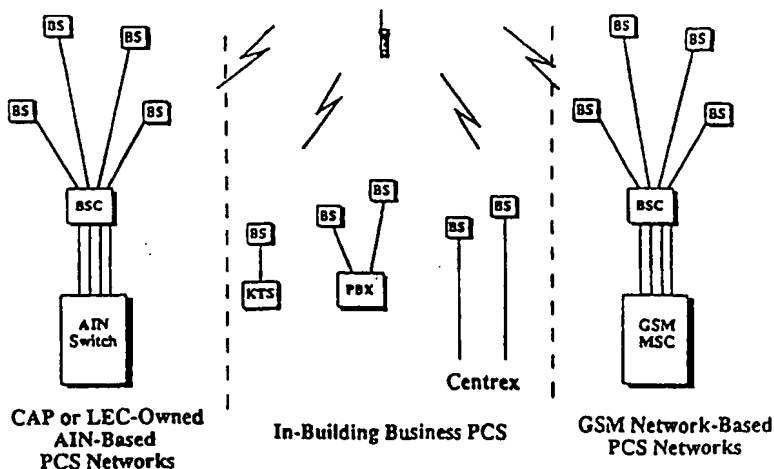 BS
BS
BS
BS
BSC
AIN
Switch
CAP or LEC-Owned
AIN-Based
PCS Networks
BS
KTS
BS
BS
PBX
BS
BS
Centrex
In-Building Business PCS
BS
BS
BS
BS
BSC
GSM
MSC
GSM Network-Based
PCS Networks